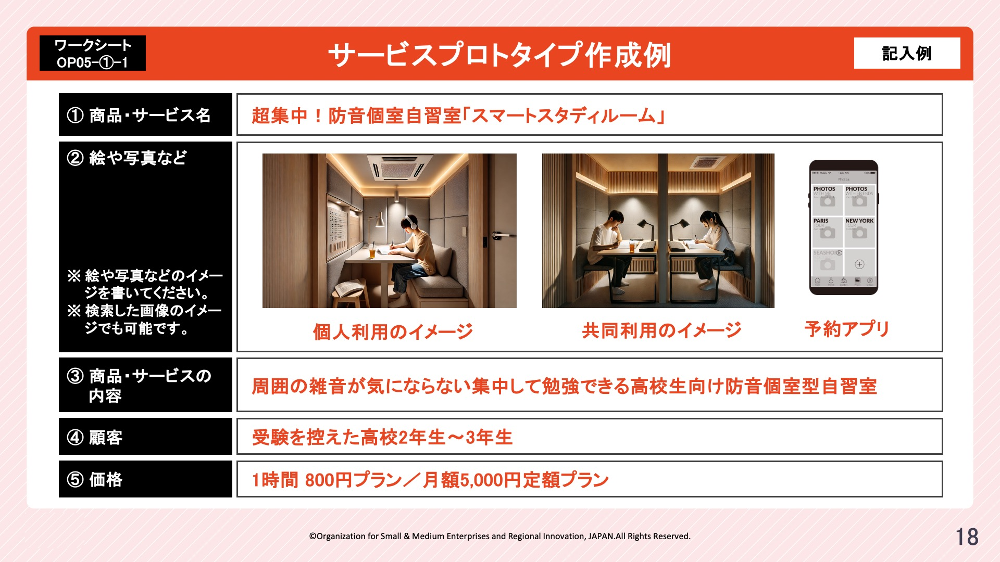 ワークシート
OP05-①-1
サービスプロトタイプ作成例
記入例
① 商品・サービス名
超集中！防音個室自習室「スマートスタディルーム」
② 絵や写真など
※ 絵や写真などのイメー
ジを書いてください。
※ 検索した画像のイメー
ジでも可能です。
Photos
PHOTOS
WITH ME
PHOTOS
WITH FRIENDS
PARIS
TOUR
NEW YORK
TOUR
SEASHOR
個人利用のイメージ
共同利用のイメージ
予約アプリ
③ 商品・サービスの
内容
周囲の雑音が気にならない集中して勉強できる高校生向け防音個室型自習室
④ 顧客
受験を控えた高校2年生～3年生
⑤ 価格
1時間 800円プラン／月額5,000円定額プラン
©Organization for Small & Medium Enterprises and Regional Innovation, JAPAN.All Rights Reserved.
18